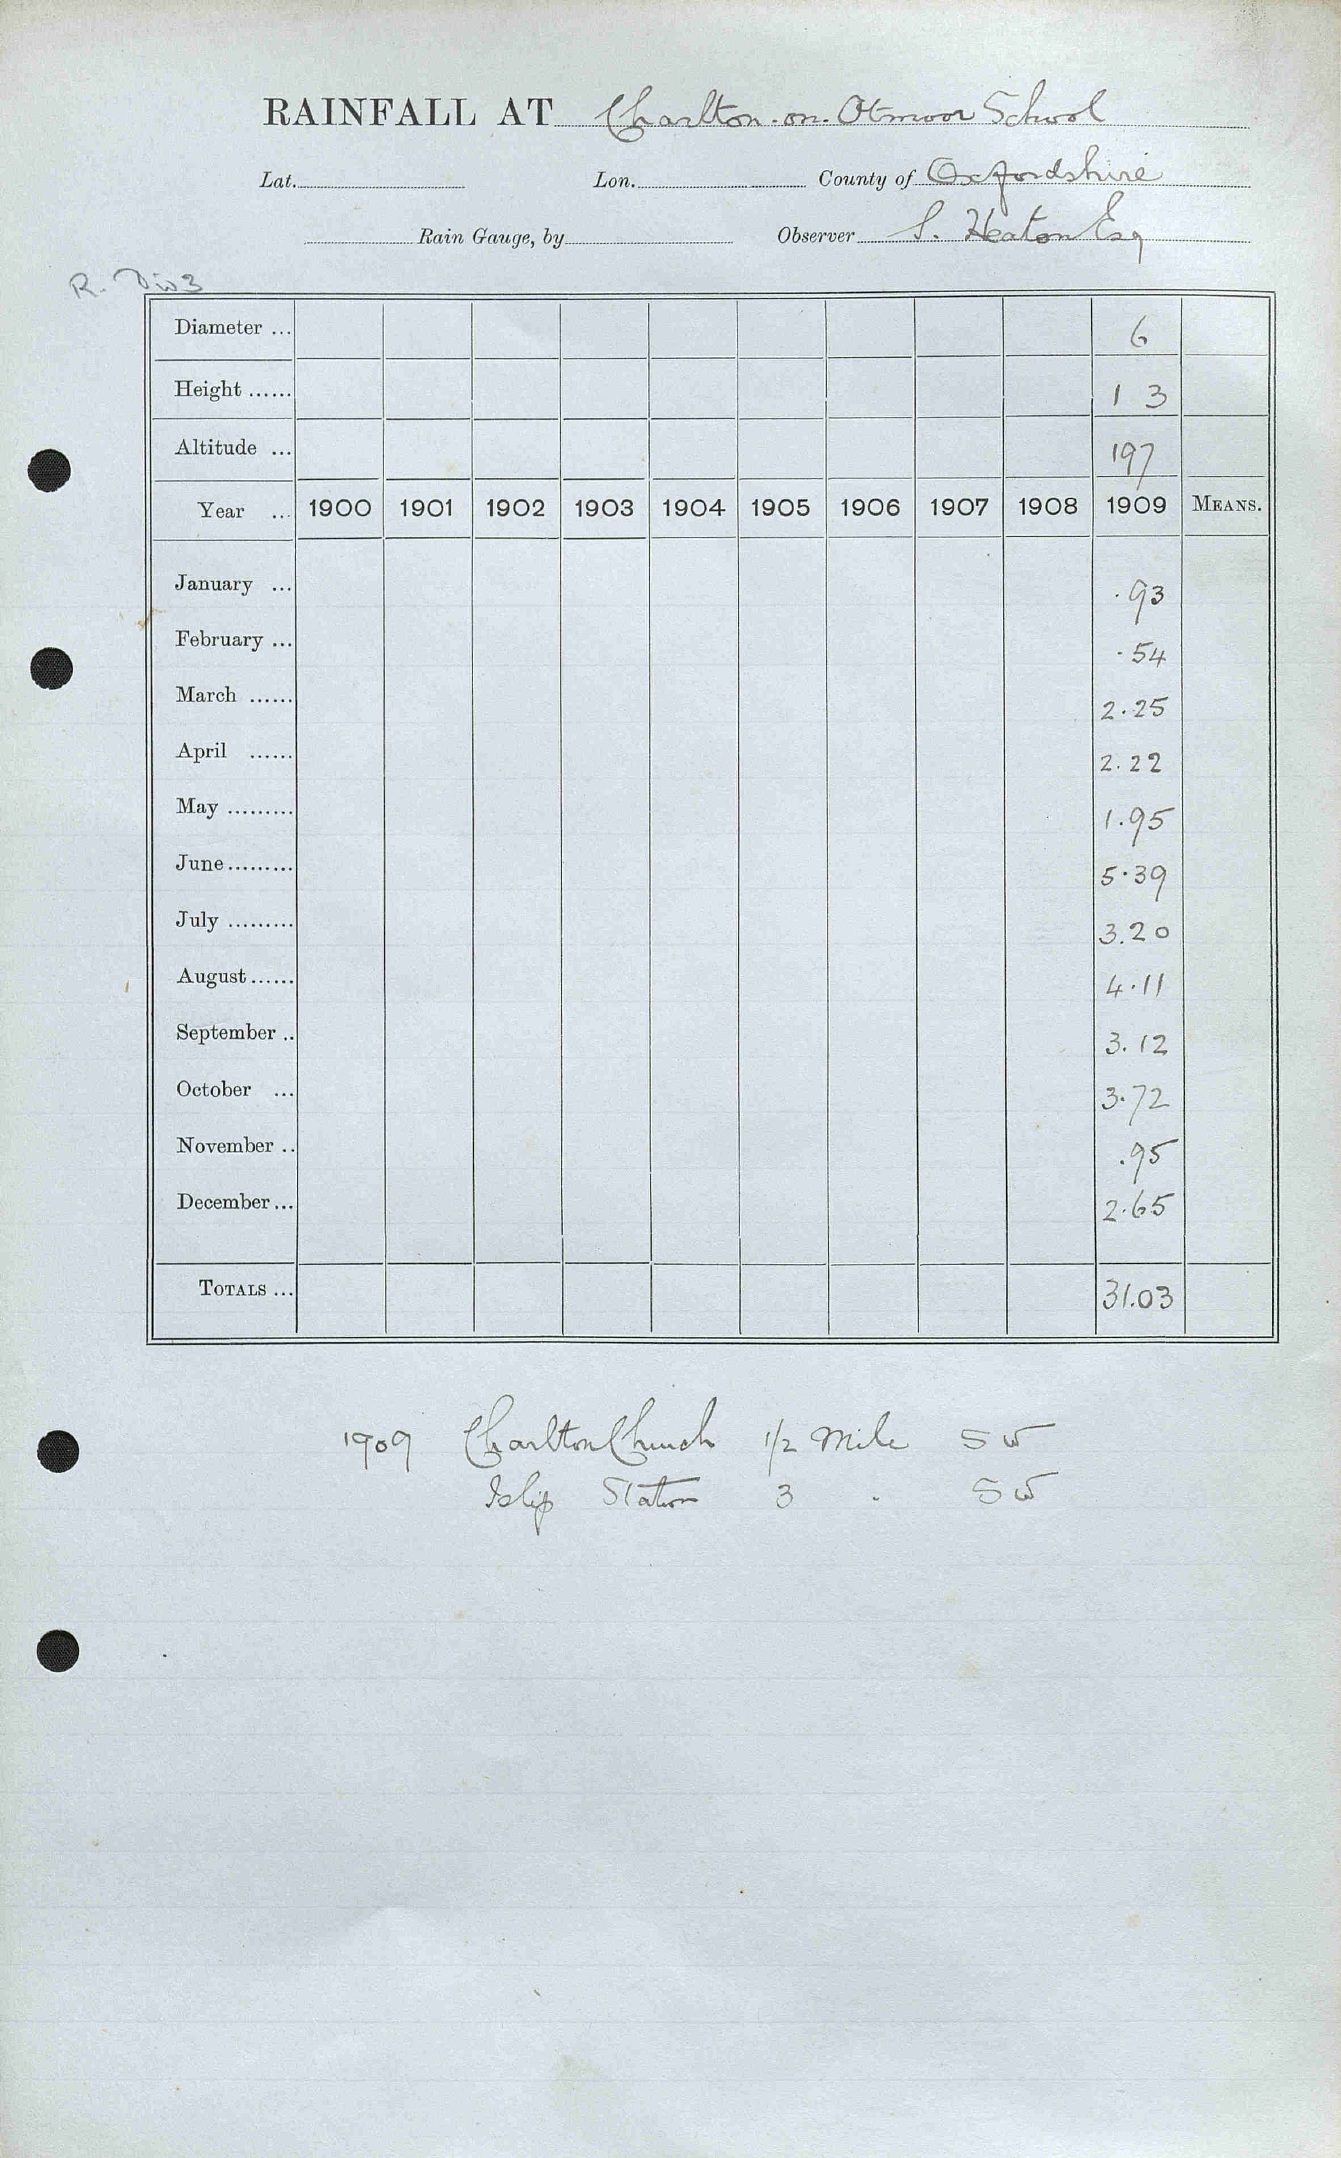 RAINFALL AT Charlton-on-Otmoor School
Lat. Lon. County of Oxfordshire
Rain Gauge, by Observer S. Heaton Esq
R. Div 3
Diameter ... 6
Height ...... 1 3
Altitude ... 197
Year ... 1900 1901 1902 1903 1904 1905 1906 1907 1908 1909 MEANS.
January ... .93
February ... .54
March ...... 2.25
April ...... 2.22
May ......... 1.95
June ......... 5.39
July ......... 3.20
August ...... 4.11
September .. 3.12
October ... 3.72
November .. .95
December ... 2.65
TOTALS ... 31.03
1909 Charlton Church 1/2 Mile SW
Islip Station 3 . SW